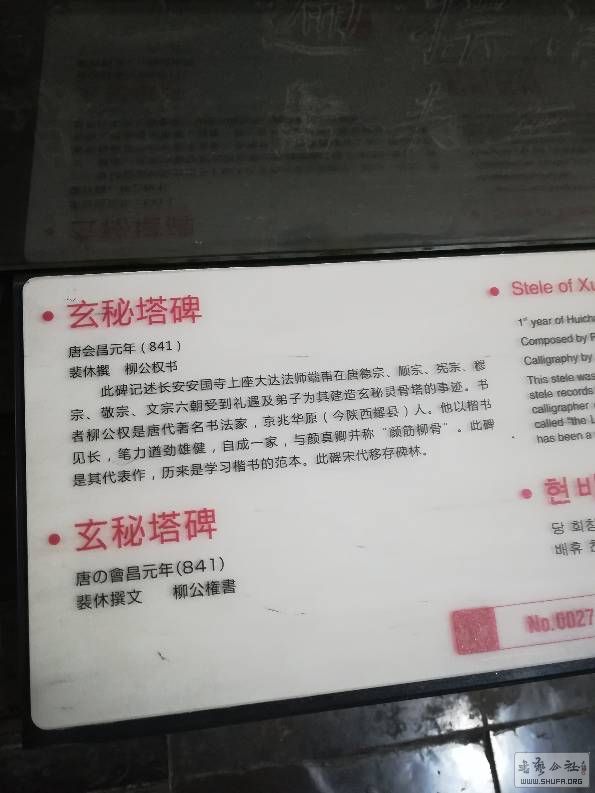 玄秘塔碑
唐会昌元年（841）
裴休撰 柳公权书
此碑记述长安安国寺上座大达法师端甫在唐德宗、顺宗、宪宗、穆
宗、敬宗、文宗六朝受到礼遇及弟子为其建造玄秘灵骨塔的事迹。书
者柳公权是唐代著名书法家，京兆华原（今陕西耀县）人。他以楷书
见长，笔力遒劲雄健，自成一家，与颜真卿并称“颜筋柳骨”。此碑
是其代表作，历来是学习楷书的范本。此碑宋代移存碑林。
玄秘塔碑
唐の會昌元年(841)
裴休撰文 柳公権書
Stele of Xu
1st year of Huicha
Composed by P
Calligraphy by
This stele was
stele records
calligrapher
called "the L
has been a
현 비
당 회창
배휴 찬
No.6027
书法公社
WWW.SHUFA.ORG